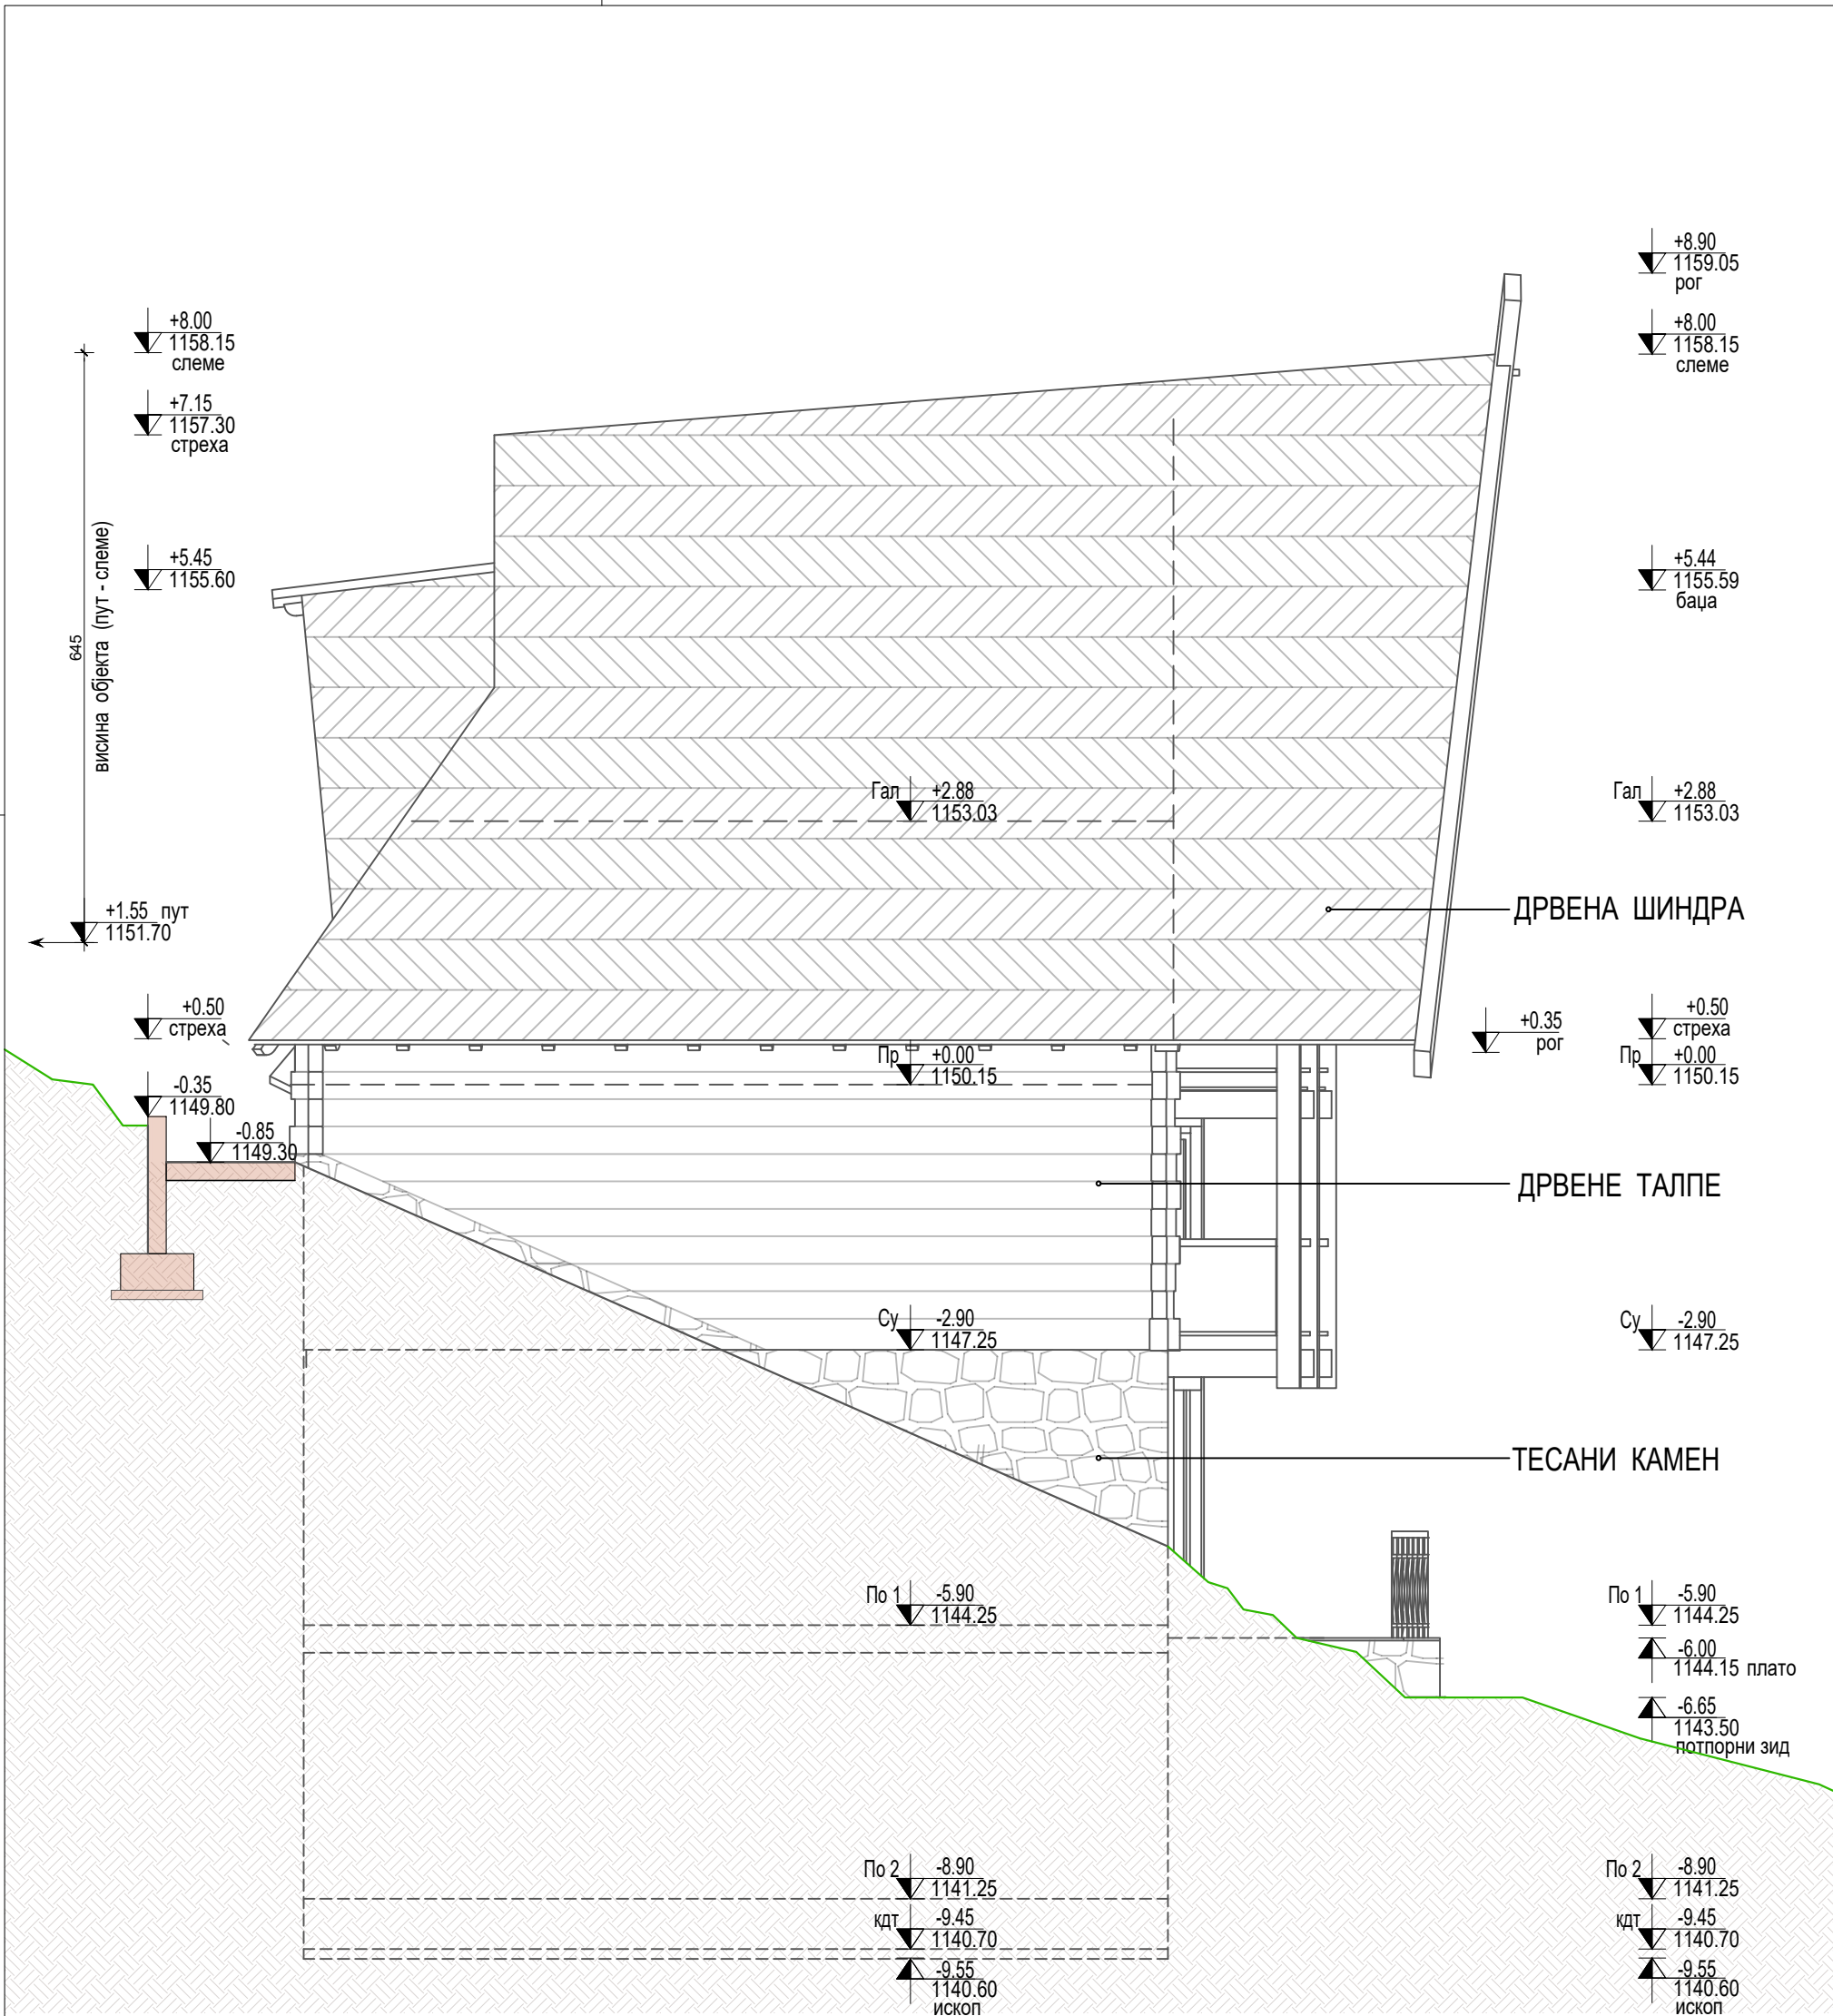 +8.90
1159.05
рог
+8.00
1158.15
слеме
+8.00
1158.15
слеме
+7.15
1157.30
стреха
+5.45
1155.60
+5.44
1155.59
баџа
645
висина објекта (пут - слеме)
Гал +2.88
1153.03
Гал +2.88
1153.03
ДРВЕНА ШИНДРА
+1.55 пут
1151.70
+0.50
стреха
+0.35
рог
+0.50
стреха
Пр +0.00
1150.15
Пр +0.00
1150.15
-0.35
1149.80
-0.85
1149.30
ДРВЕНЕ ТАЛПЕ
Су -2.90
1147.25
Су -2.90
1147.25
ТЕСАНИ КАМЕН
По 1 -5.90
1144.25
По 1 -5.90
1144.25
-6.00
1144.15 плато
-6.65
1143.50
потпорни зид
По 2 -8.90
1141.25
По 2 -8.90
1141.25
кдт -9.45
1140.70
кдт -9.45
1140.70
-9.55
1140.60
ископ
-9.55
1140.60
ископ